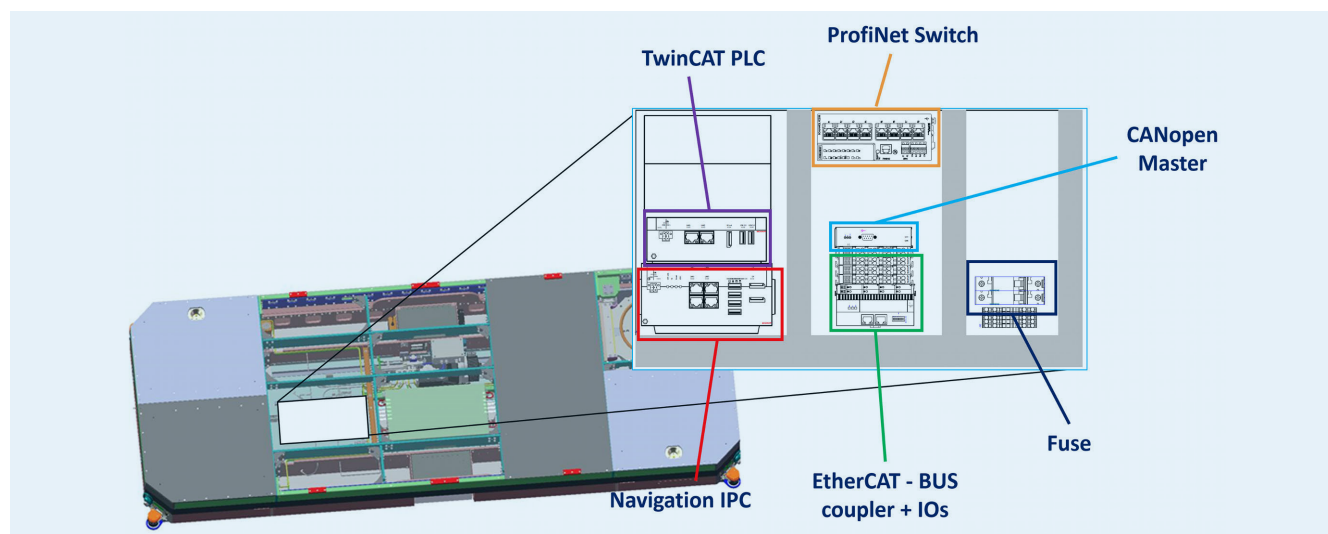 ProfiNet Switch
TwinCAT PLC
CANopen
Master
Fuse
EtherCAT - BUS
coupler + IOs
Navigation IPC